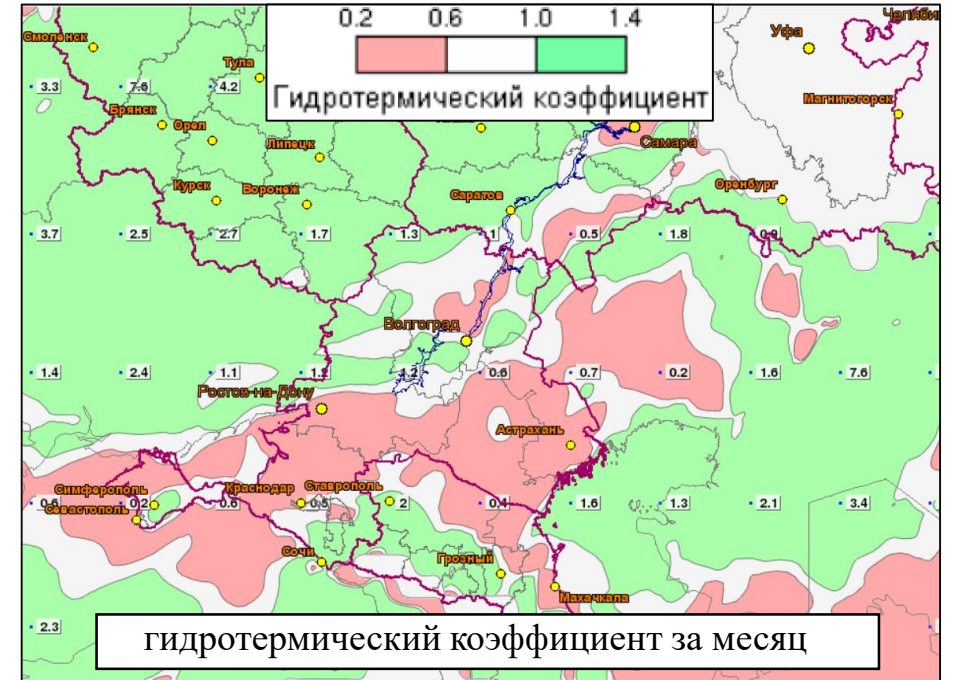 0.2 0.6 1.0 1.4
Гидротермический коэффициент
Смоленск
Уфа
Тула
3.3 7.6 4.2
Магнитогорск
Брянск
Орел
Самара
Липецк
Курск Воронеж Оренбург
Саратов
3.7 2.5 2.7 1.7 1.3 1 0.5 1.8 0.9
Волгоград
1.4 2.4 1.1 1.2 0.6 0.7 0.2 1.6 7.6
Ростов-на-Дону
Астрахань
Симферополь Краснодар Ставрополь
0.6 0.2 0.6 0.5 2 0.4 1.6 1.3 2.1 3.4
Севастополь
Сочи
Грозный
Махачкала
2.3
гидротермический коэффициент за месяц